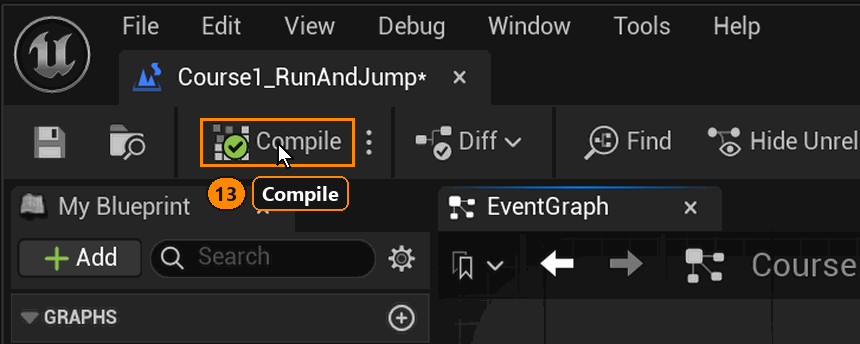 File Edit View Debug Window Tools Help
Course1_RunAndJump*
Compile Diff Find Hide Unrel
13 Compile
My Blueprint EventGraph
Add Search
Course
GRAPHS